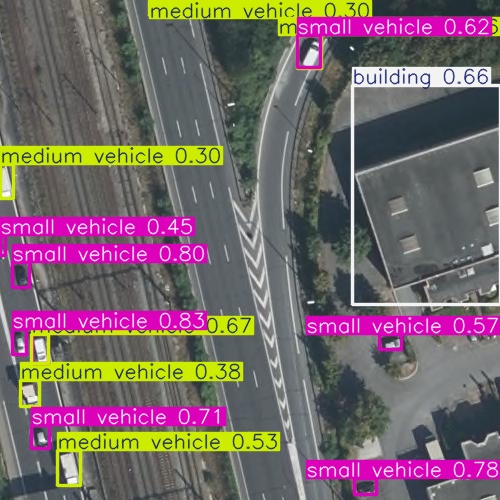 medium vehicle 0.30
small vehicle 0.62
building 0.66
medium vehicle 0.30
small vehicle 0.45
small vehicle 0.80
small vehicle 0.83
vehicle 0.67
small vehicle 0.57
medium vehicle 0.38
small vehicle 0.71
medium vehicle 0.53
small vehicle 0.78